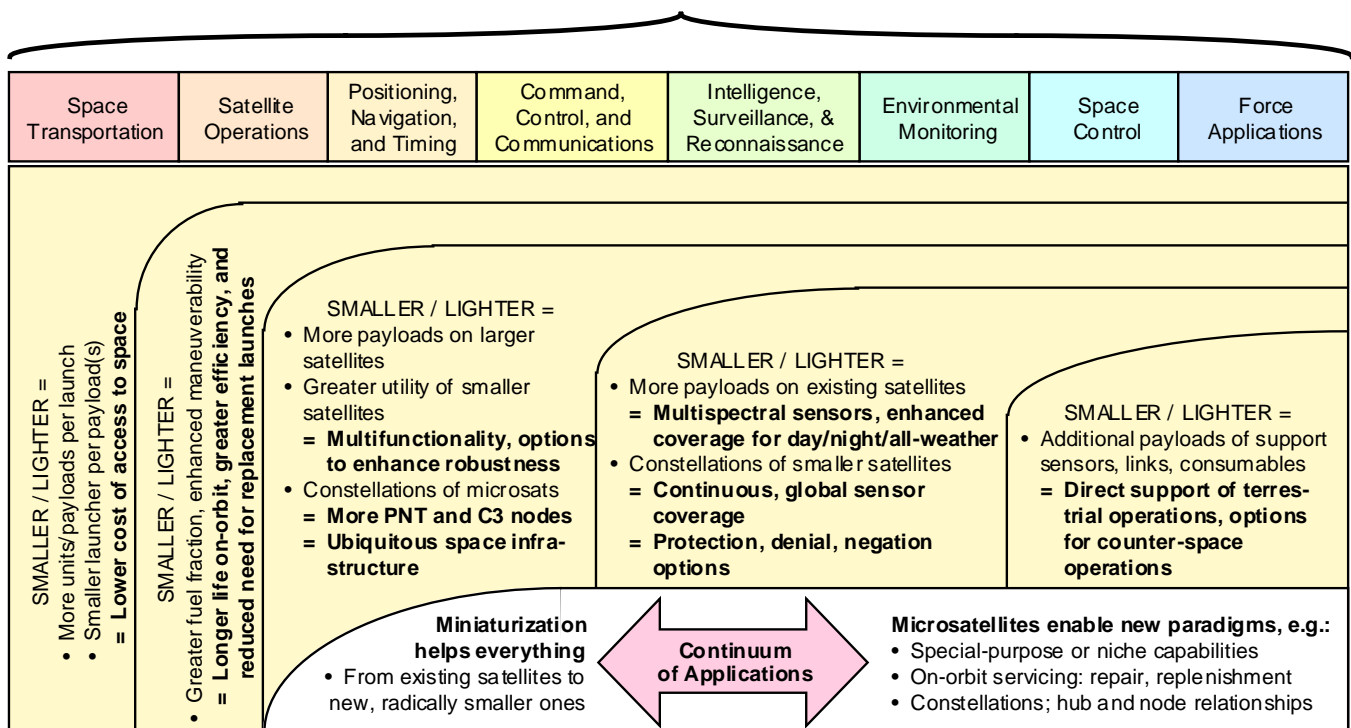 Space
Transportation
Satellite
Operations
Positioning,
Navigation,
and Timing
Command,
Control, and
Communications
Intelligence,
Surveillance, &
Reconnaissance
Environmental
Monitoring
Space
Control
Force
Applications
SMALLER / LIGHTER =
• More units/payloads per launch
• Smaller launcher per payload(s)
= Lower cost of access to space
SMALLER / LIGHTER =
• Greater fuel fraction, enhanced maneuverability
= Longer life on-orbit, greater efficiency, and
reduced need for replacement launches
SMALLER / LIGHTER =
• More payloads on larger
satellites
• Greater utility of smaller
satellites
= Multifunctionality, options
to enhance robustness
• Constellations of microsats
= More PNT and C3 nodes
= Ubiquitous space infra-
structure
SMALLER / LIGHTER =
• More payloads on existing satellites
= Multispectral sensors, enhanced
coverage for day/night/all-weather
• Constellations of smaller satellites
= Continuous, global sensor
coverage
= Protection, denial, negation
options
SMALLER / LIGHTER =
• Additional payloads of support
sensors, links, consumables
= Direct support of terres-
trial operations, options
for counter-space
operations
Miniaturization
helps everything
• From existing satellites to
new, radically smaller ones
Continuum
of Applications
Microsatellites enable new paradigms, e.g.:
• Special-purpose or niche capabilities
• On-orbit servicing: repair, replenishment
• Constellations; hub and node relationships